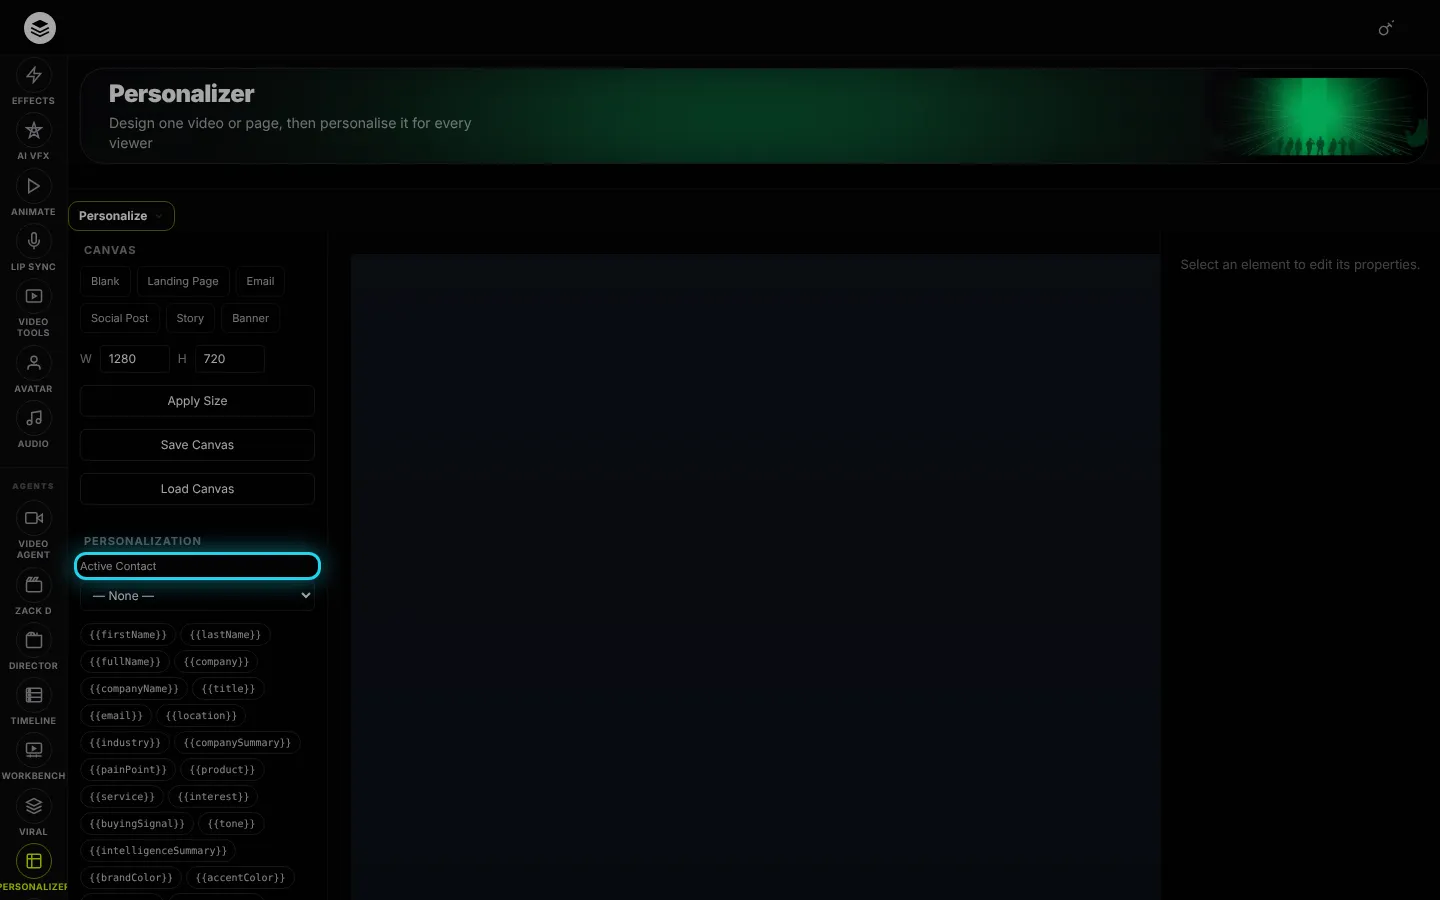 Personalizer
Design one video or page, then personalise it for every
viewer
EFFECTS
AI VFX
ANIMATE
LIP SYNC
VIDEO
TOOLS
AVATAR
AUDIO
AGENTS
VIDEO
AGENT
ZACK D
DIRECTOR
TIMELINE
WORKBENCH
VIRAL
PERSONALIZER
Personalize
CANVAS
Blank Landing Page Email
Social Post Story Banner
W 1280 H 720
Apply Size
Save Canvas
Load Canvas
PERSONALIZATION
Active Contact
— None —
{{firstName}} {{lastName}}
{{fullName}} {{company}}
{{companyName}} {{title}}
{{email}} {{location}}
{{industry}} {{companySummary}}
{{painPoint}} {{product}}
{{service}} {{interest}}
{{buyingSignal}} {{tone}}
{{intelligenceSummary}}
{{brandColor}} {{accentColor}}
Select an element to edit its properties.